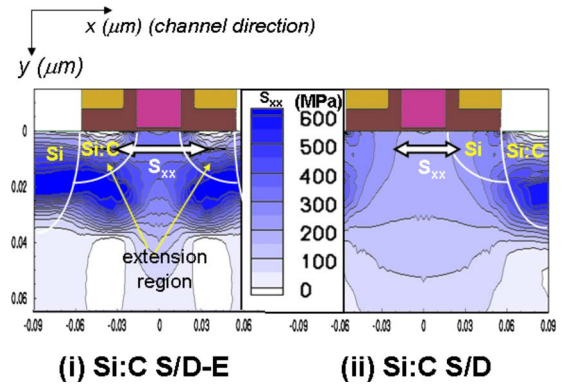 x (μm) (channel direction)
y (μm)
Sxx (MPa)
0
0.02
0.04
0.06
Si
Si:C
Sxx
extension
region
600
500
400
300
200
100
0
Sxx
Si
Si:C
-0.09 -0.06 -0.03 0 0.03 0.06
-0.06 -0.03 0 0.03 0.06 0.09
(i) Si:C S/D-E
(ii) Si:C S/D